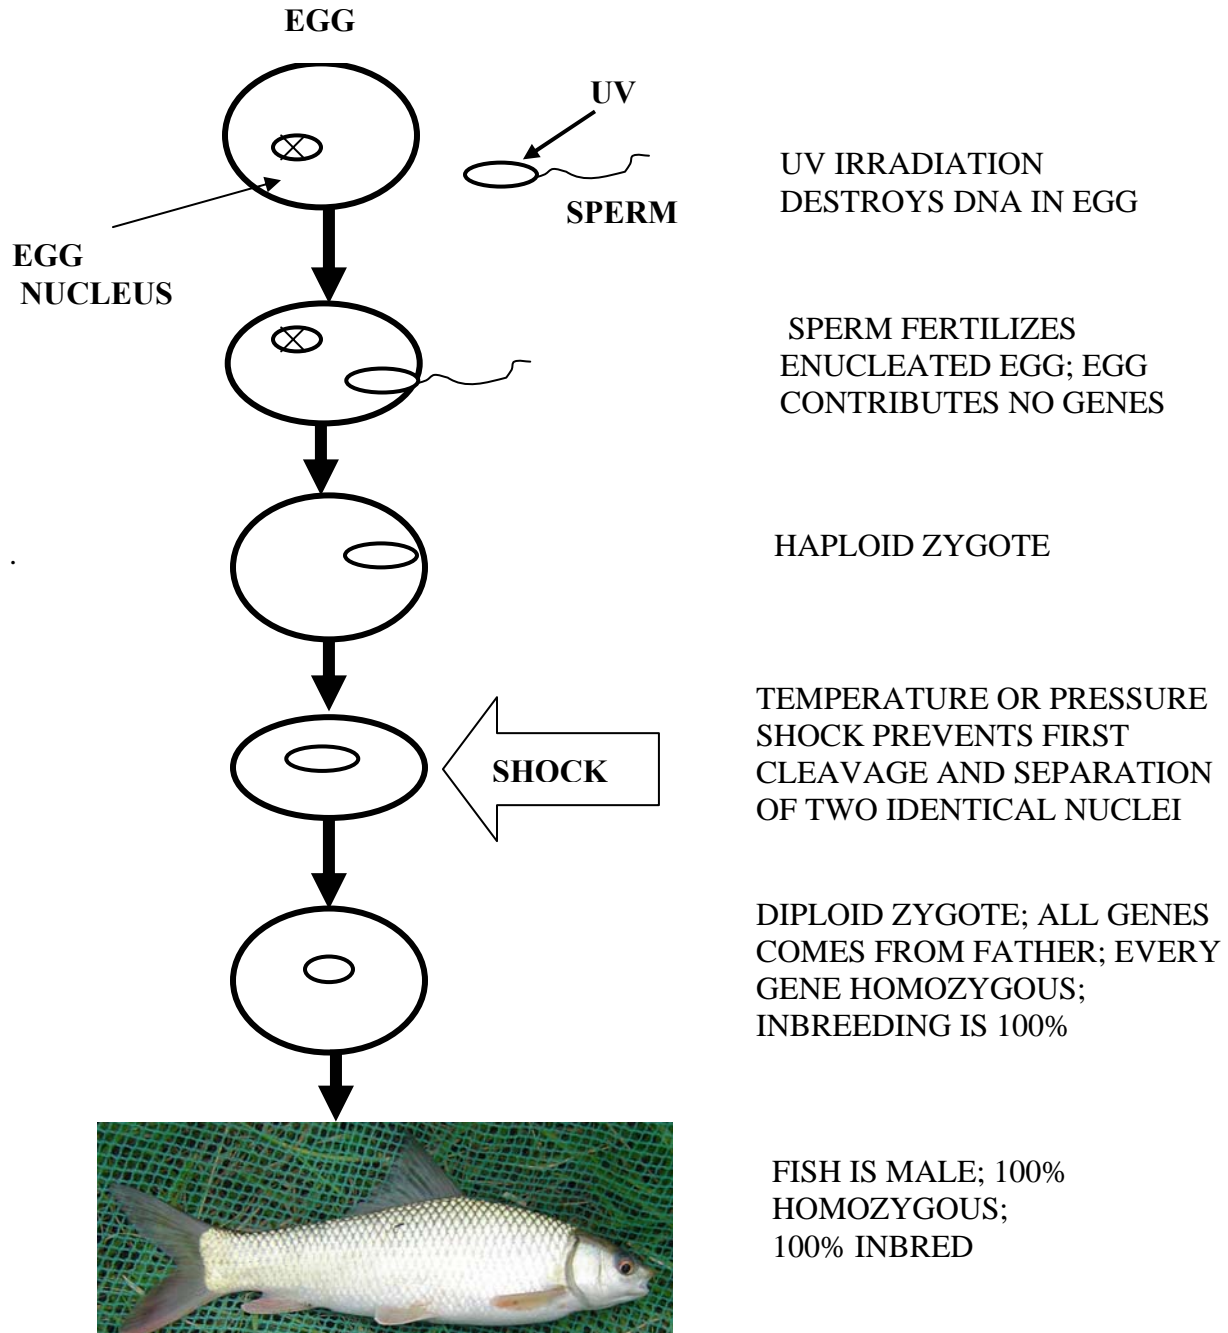 EGG
UV
SPERM
EGG
NUCLEUS
UV IRRADIATION
DESTROYS DNA IN EGG
SPERM FERTILIZES
ENUCLEATED EGG; EGG
CONTRIBUTES NO GENES
HAPLOID ZYGOTE
.
SHOCK
TEMPERATURE OR PRESSURE
SHOCK PREVENTS FIRST
CLEAVAGE AND SEPARATION
OF TWO IDENTICAL NUCLEI
DIPLOID ZYGOTE; ALL GENES
COMES FROM FATHER; EVERY
GENE HOMOZYGOUS;
INBREEDING IS 100%
FISH IS MALE; 100%
HOMOZYGOUS;
100% INBRED